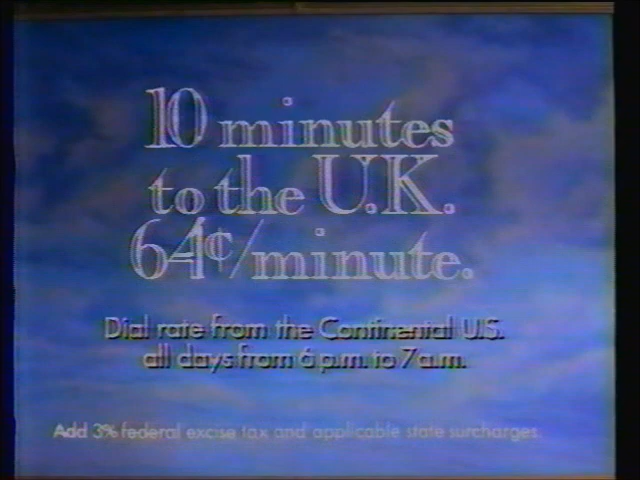 10 minutes
to the U.K.
64¢/minute.
Dial rate from the Continental U.S.
all days from 6 p.m. to 7 a.m.
Add 3% federal excise tax and applicable state surcharges.